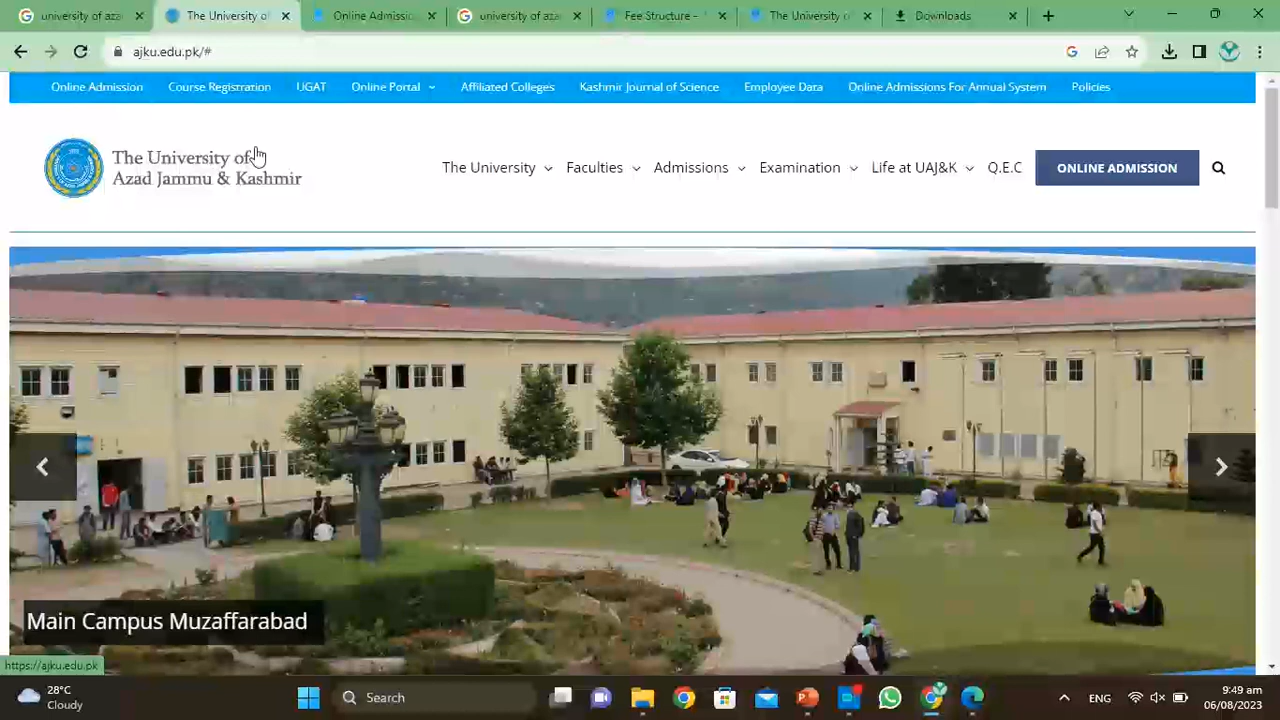 university of aza
The University of
Online Admissio
university of aza
Fee Structure –
The University o
Downloads
ajku.edu.pk/#
Online Admission
Course Registration
UGAT
Online Portal
Affiliated Colleges
Kashmir Journal of Science
Employee Data
Online Admissions For Annual System
Policies
The University of
Azad Jammu & Kashmir
The University
Faculties
Admissions
Examination
Life at UAJ&K
Q.E.C
ONLINE ADMISSION
Main Campus Muzaffarabad
https://ajku.edu.pk
28°C
Cloudy
Search
ENG
9:49 am
06/08/2023